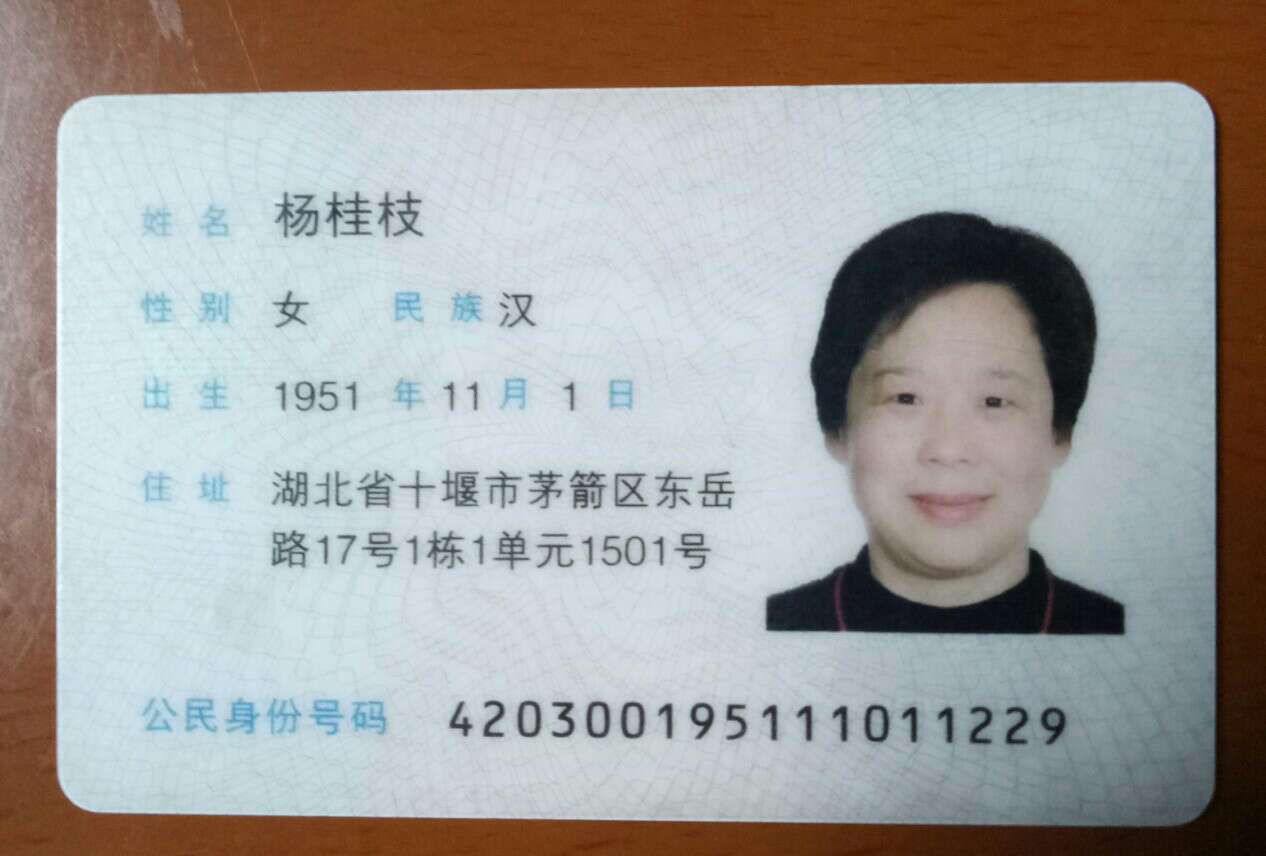 姓名 杨桂枝
性别 女 民族 汉
出生 1951 年 11 月 1 日
住址 湖北省十堰市茅箭区东岳
路17号1栋1单元1501号
公民身份号码 420300195111011229